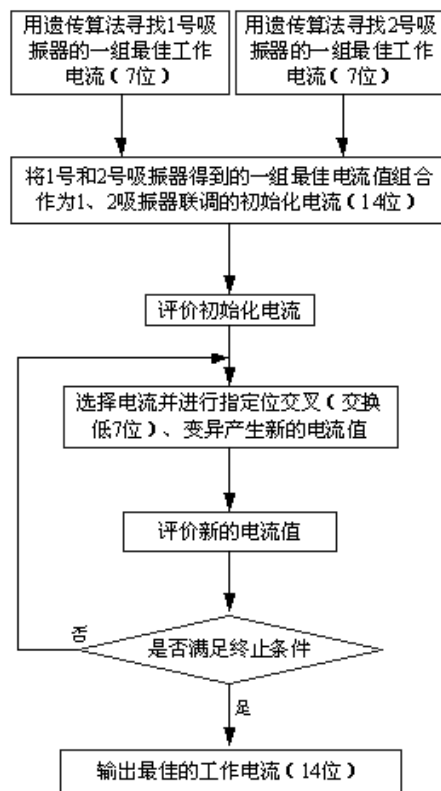 用遗传算法寻找1号吸
振器的一组最佳工作
电流(7位)
用遗传算法寻找2号吸
振器的一组最佳工作
电流(7位)
将1号和2号吸振器得到的一组最佳电流值组合
作为1、2吸振器联调的初始化电流(14位)
评价初始化电流
选择电流并进行指定位交叉(交换
低7位)、变异产生新的电流值
评价新的电流值
否
是否满足终止条件
是
输出最佳的工作电流(14位)